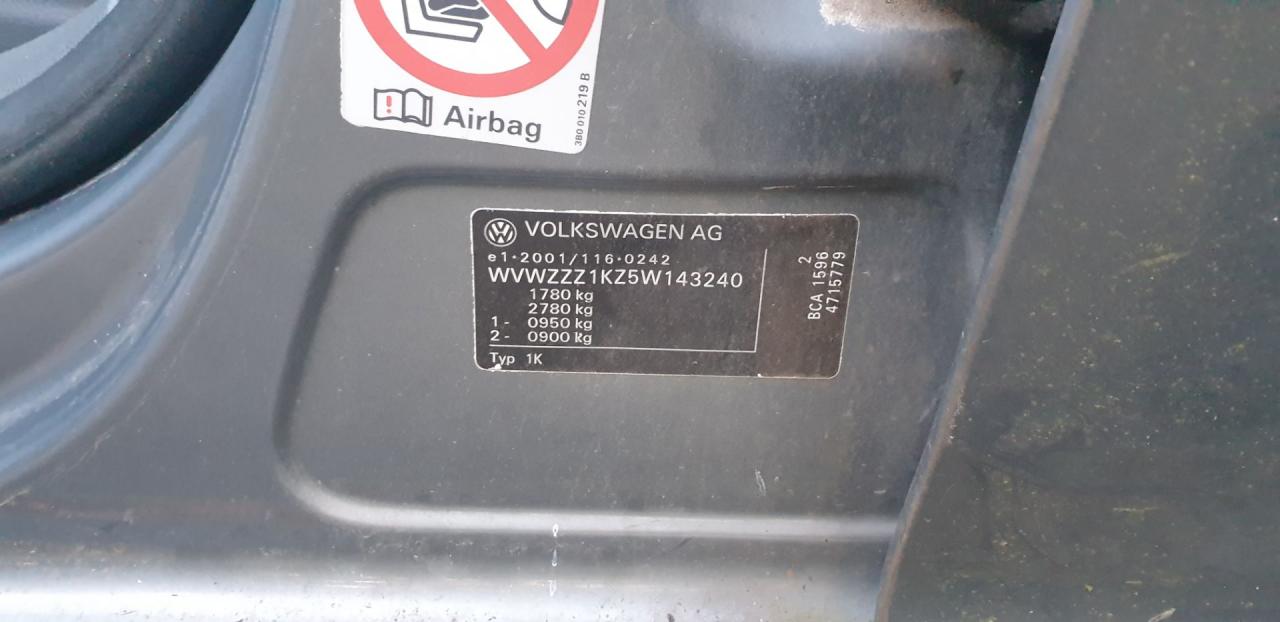 ! Airbag
3B0 010 219 B
VOLKSWAGEN AG
e1*2001/116*0242
WVWZZZ1KZ5W143240
1780 kg
2780 kg
1- 0950 kg
2- 0900 kg
Typ 1K
2
BCA 1596
4715779